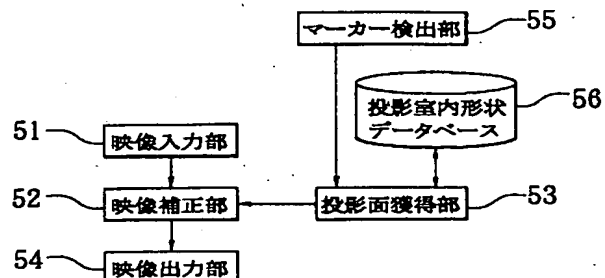 マーカー検出部
55
投影室内形状
データベース
56
51
映像入力部
52
映像補正部
投影面獲得部
53
54
映像出力部